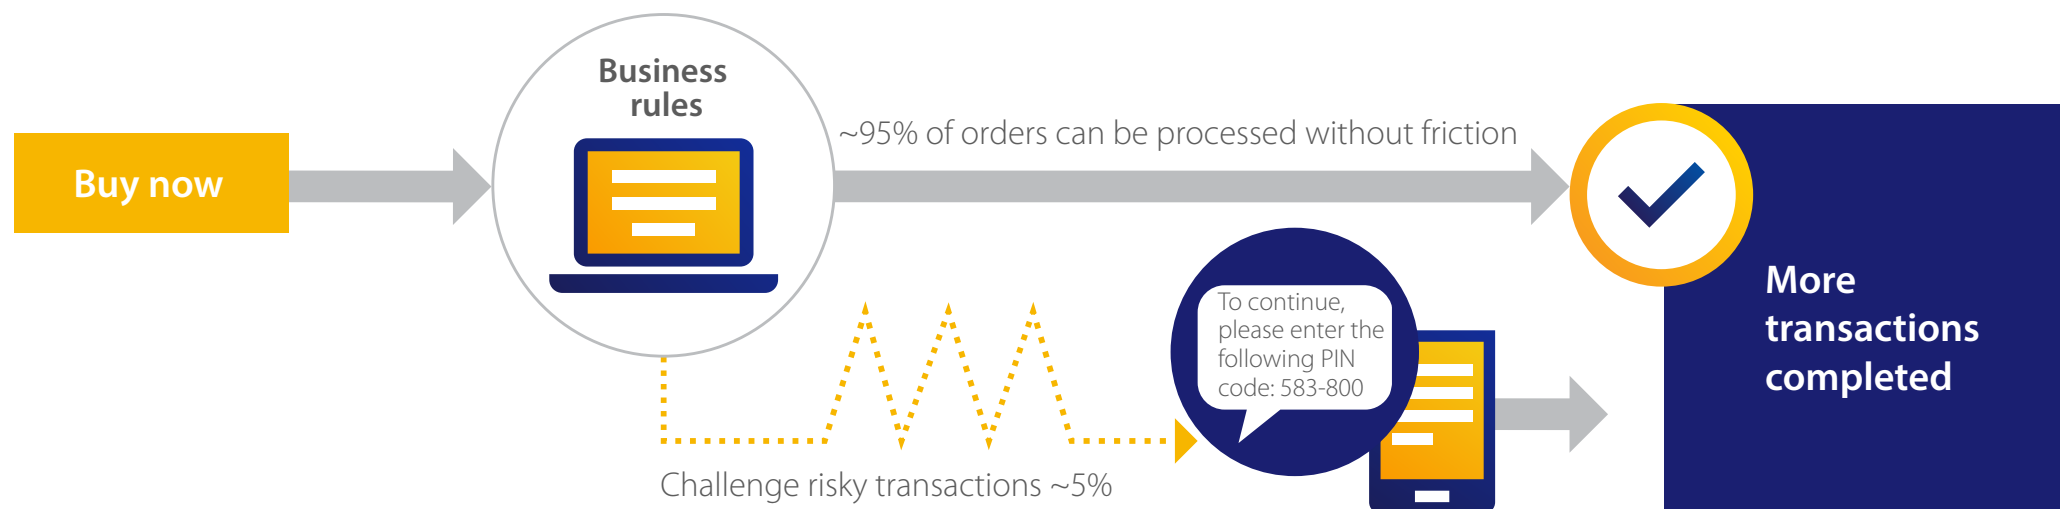 Buy now
Business
rules
~95% of orders can be processed without friction
Challenge risky transactions ~5%
To continue,
please enter the
following PIN
code: 583-800
More
transactions
completed